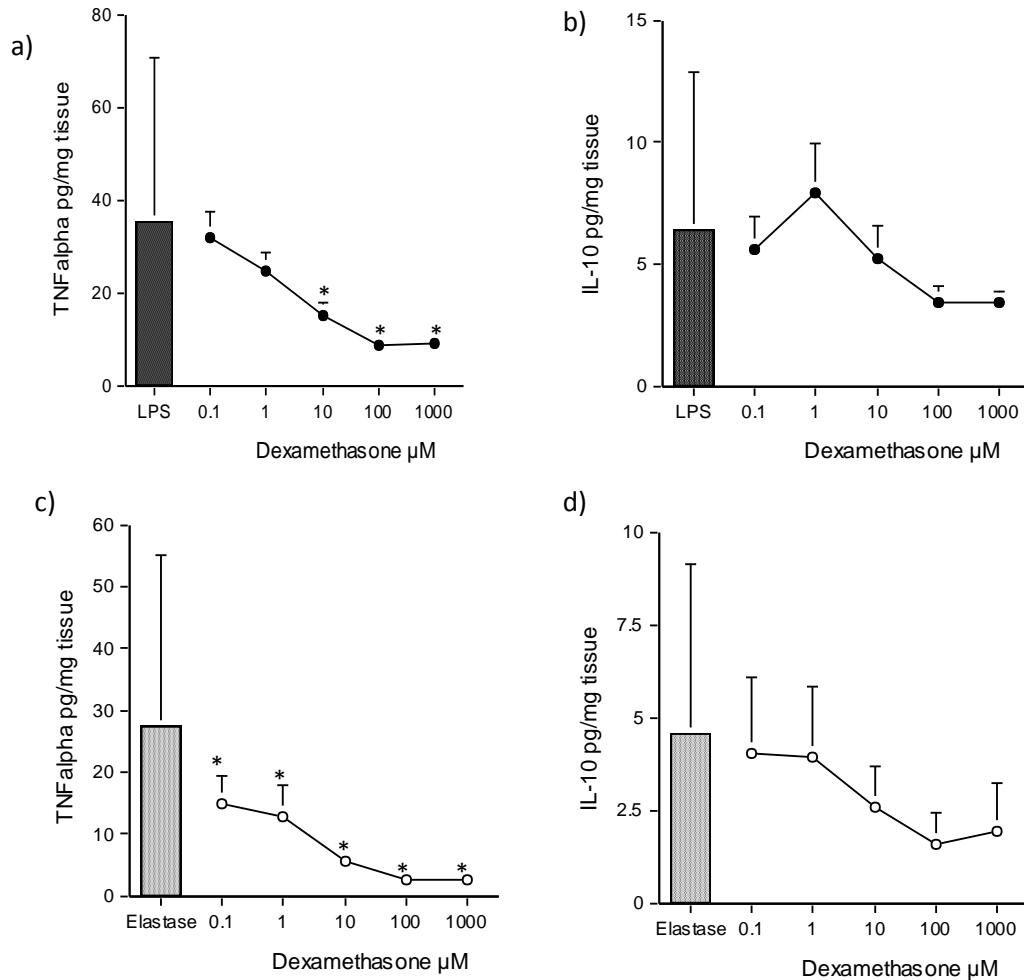 a)
TNFalpha pg/mg tissue
80
60
40
20
0
*
*
*
LPS 0.1 1 10 100 1000
Dexamethasone µM
b)
IL-10 pg/mg tissue
15
10
5
0
LPS 0.1 1 10 100 1000
Dexamethasone µM
c)
TNFalpha pg/mg tissue
60
50
40
30
20
10
0
*
*
*
*
*
Elastase 0.1 1 10 100 1000
Dexamethasone µM
d)
IL-10 pg/mg tissue
10
7.5
5
2.5
0
Elastase 0.1 1 10 100 1000
Dexamethasone µM